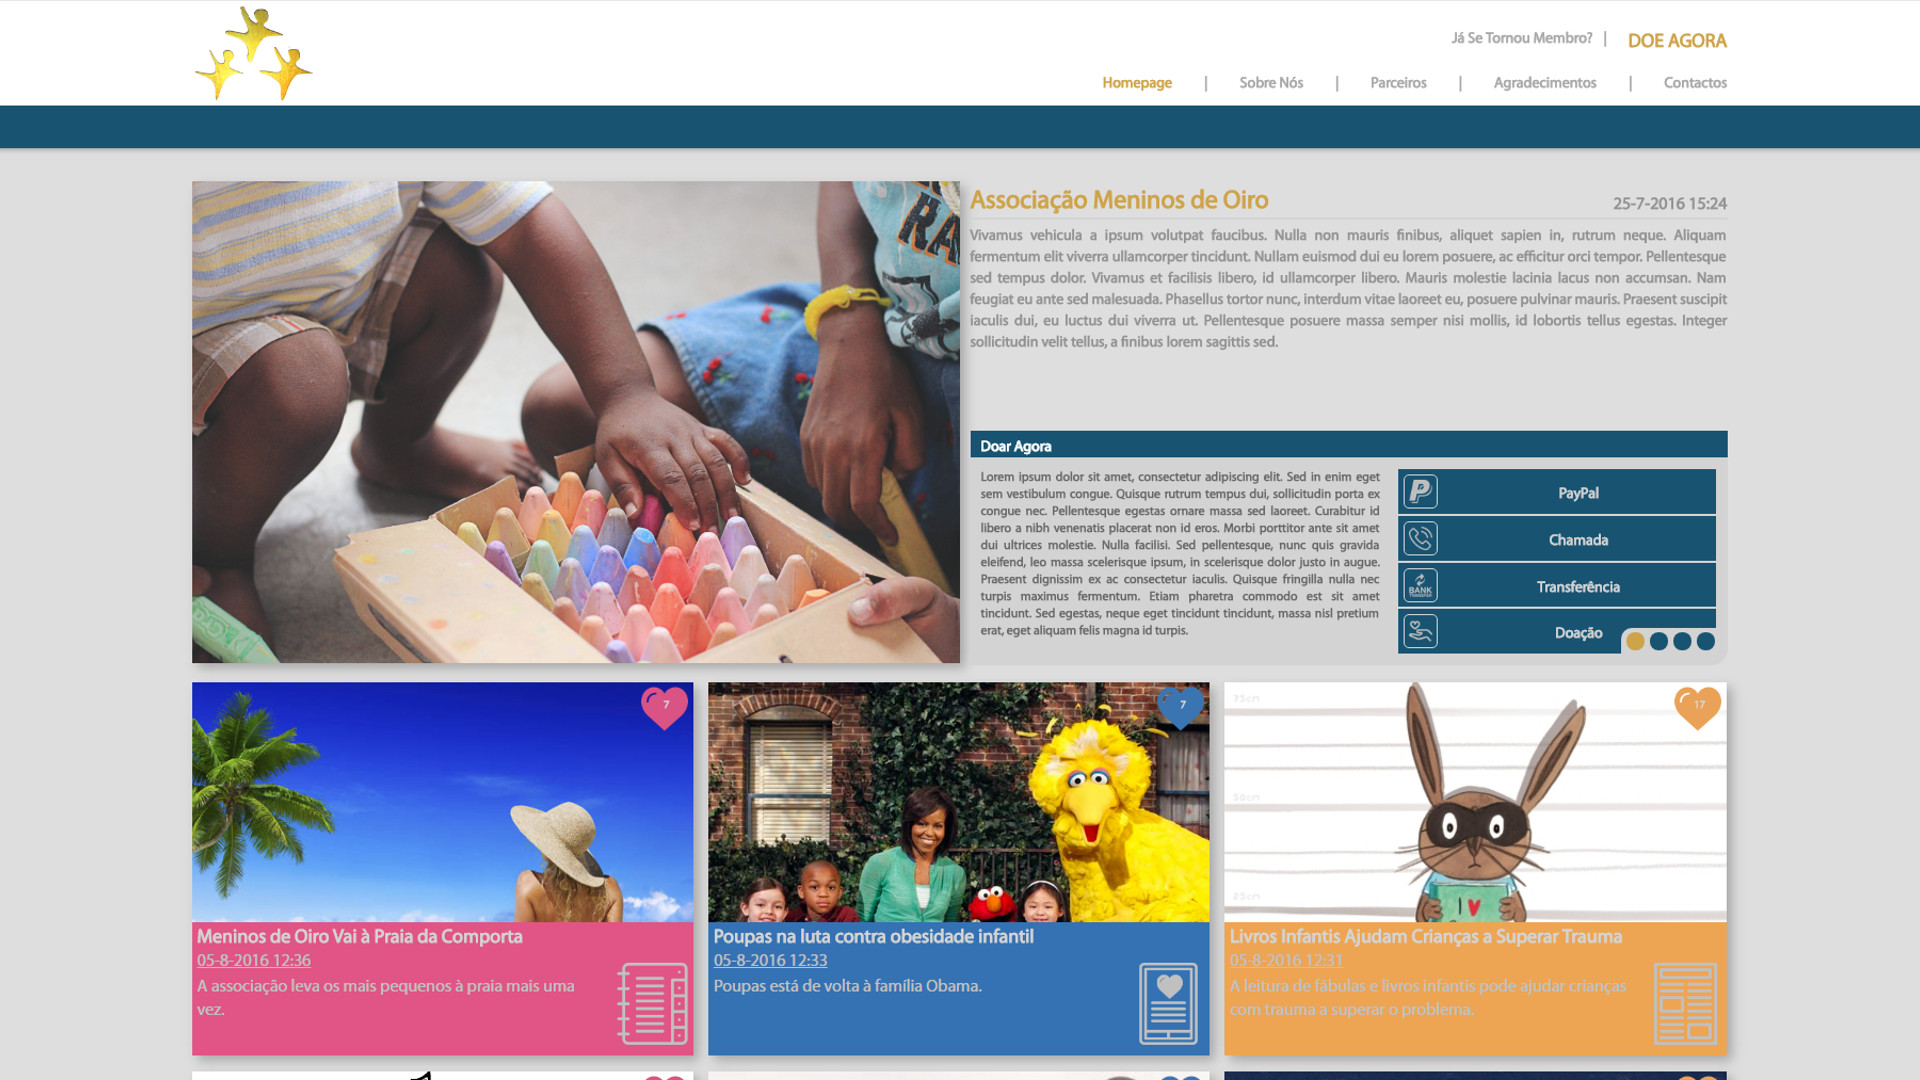 Já Se Tornou Membro? | DOE AGORA
Homepage | Sobre Nós | Parceiros | Agradecimentos | Contactos
Associação Meninos de Oiro 25-7-2016 15:24
Vivamus vehicula a ipsum volutpat faucibus. Nulla non mauris finibus, aliquet sapien in, rutrum neque. Aliquam
fermentum elit viverra ullamcorper tincidunt. Nullam euismod dui eu lorem posuere, ac efficitur orci tempor. Pellentesque
sed tempus dolor. Vivamus et facilisis libero, id ullamcorper libero. Mauris molestie lacinia lacus non accumsan. Nam
feugiat eu ante sed malesuada. Phasellus tortor nunc, interdum vitae laoreet eu, posuere pulvinar mauris. Praesent suscipit
iaculis dui, eu luctus dui viverra ut. Pellentesque posuere massa semper nisi mollis, id lobortis tellus egestas. Integer
sollicitudin velit tellus, a finibus lorem sagittis sed.
Doar Agora
Lorem ipsum dolor sit amet, consectetur adipiscing elit. Sed in enim eget
sem vestibulum congue. Quisque rutrum tempus dui, sollicitudin porta ex
congue nec. Pellentesque egestas ornare massa sed laoreet. Curabitur id
libero a nibh venenatis placerat non id eros. Morbi porttitor ante sit amet
dui ultrices molestie. Nulla facilisi. Sed pellentesque, nunc quis gravida
eleifend, leo massa scelerisque ipsum, in scelerisque dolor justo in augue.
Praesent dignissim ex ac consectetur iaculis. Quisque fringilla nulla nec
turpis maximus fermentum. Etiam pharetra commodo est sit amet
tincidunt. Sed egestas, neque eget tincidunt tincidunt, massa nisl pretium
erat, eget aliquam felis magna id turpis.
PayPal
Chamada
BANK
Transferência
Doação
RA
7
Meninos de Oiro Vai à Praia da Comporta
05-8-2016 12:36
A associação leva os mais pequenos à praia mais uma
vez.
7
Poupas na luta contra obesidade infantil
05-8-2016 12:33
Poupas está de volta à família Obama.
17
75cm
50cm
25cm
I ♥
Livros Infantis Ajudam Crianças a Superar Trauma
05-8-2016 12:31
A leitura de fábulas e livros infantis pode ajudar crianças
com trauma a superar o problema.